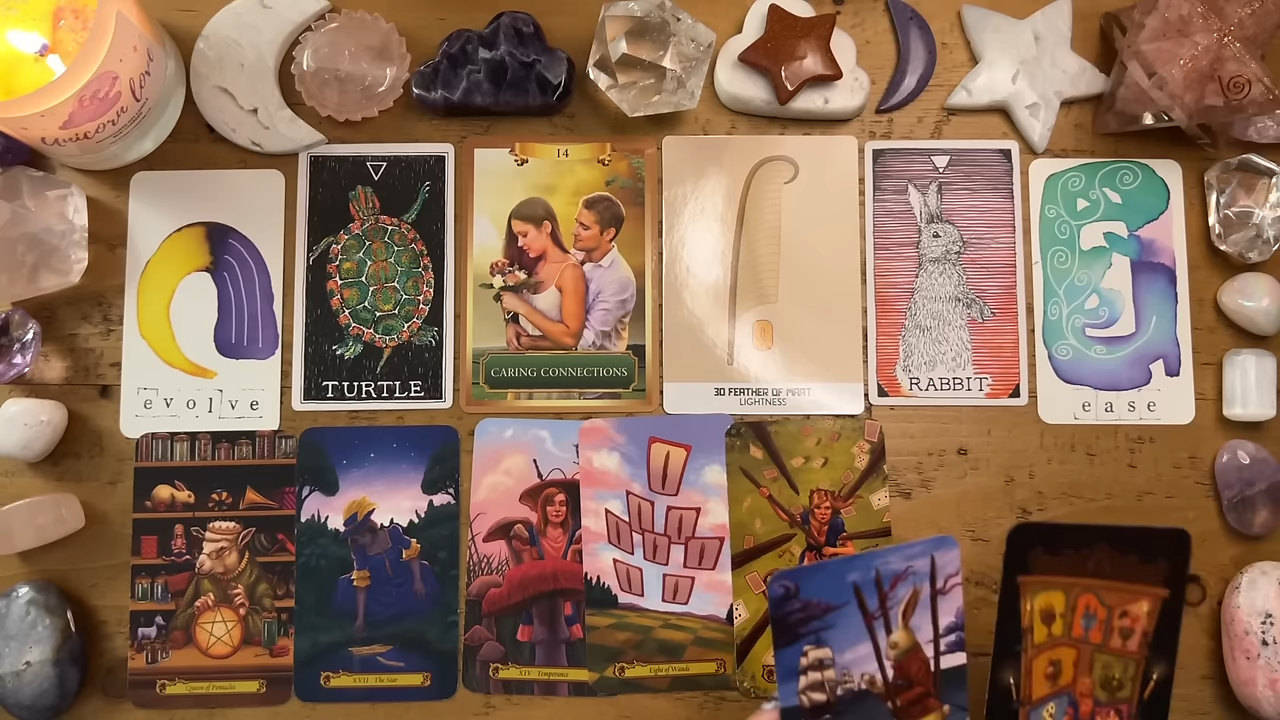 Unicorn love
14
TURTLE
CARING CONNECTIONS
30 FEATHER OF MAAT
LIGHTNESS
RABBIT
evolve
ease
Queen of Pentacles
XVII · The Star
XIV · Temperance
Eight of Wands